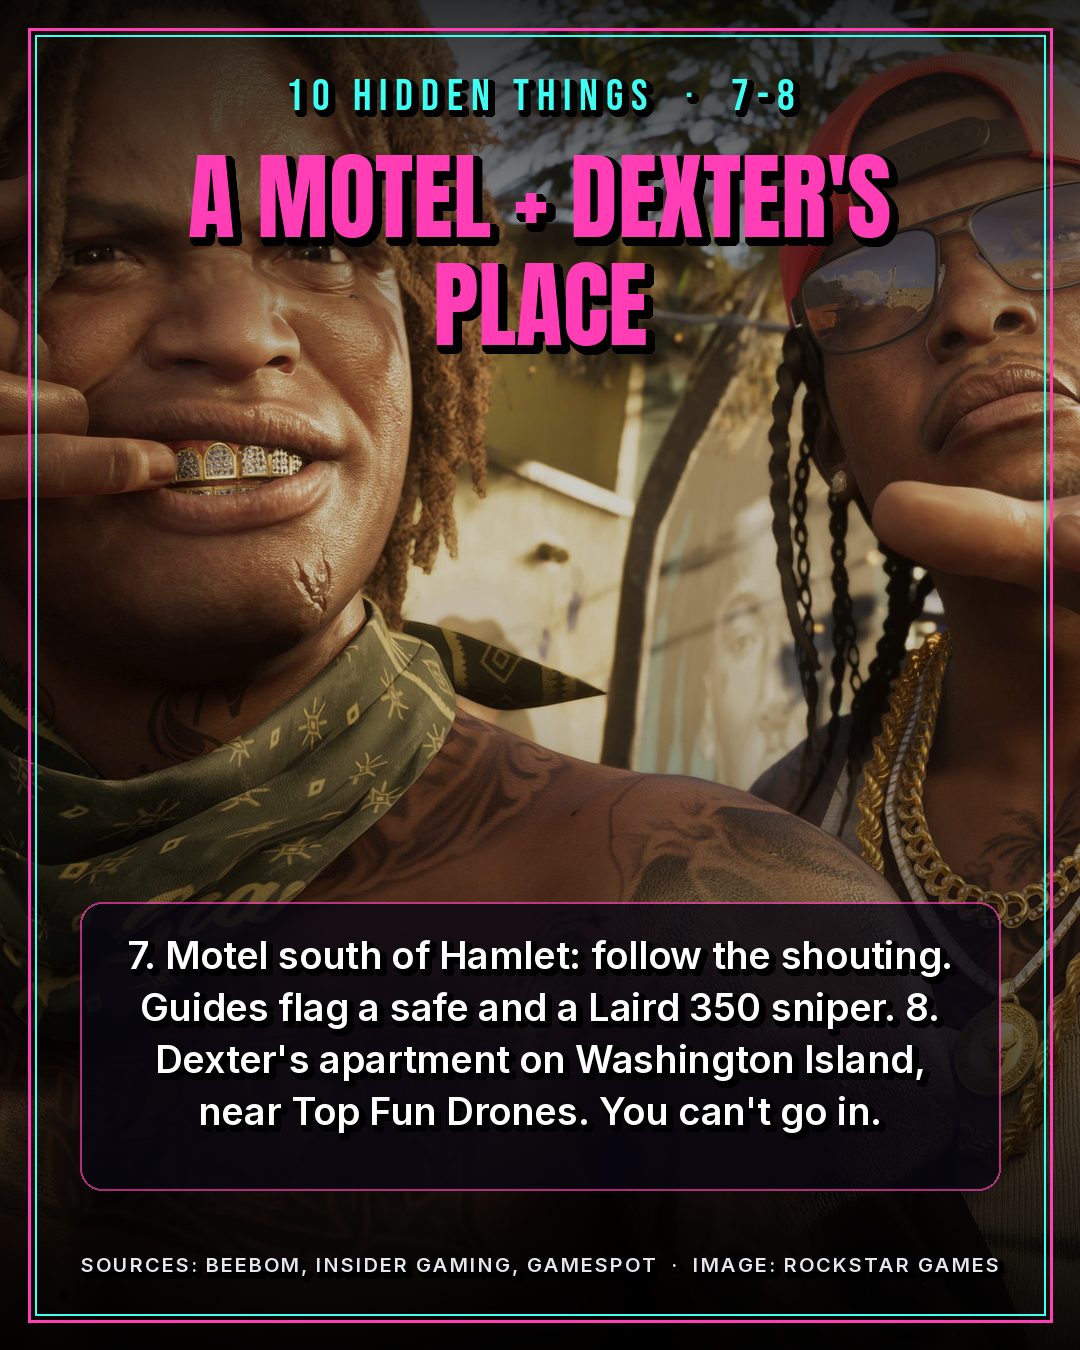 10 HIDDEN THINGS · 7-8
A MOTEL + DEXTER'S
PLACE
7. Motel south of Hamlet: follow the shouting.
Guides flag a safe and a Laird 350 sniper. 8.
Dexter's apartment on Washington Island,
near Top Fun Drones. You can't go in.
SOURCES: BEEBOM, INSIDER GAMING, GAMESPOT · IMAGE: ROCKSTAR GAMES